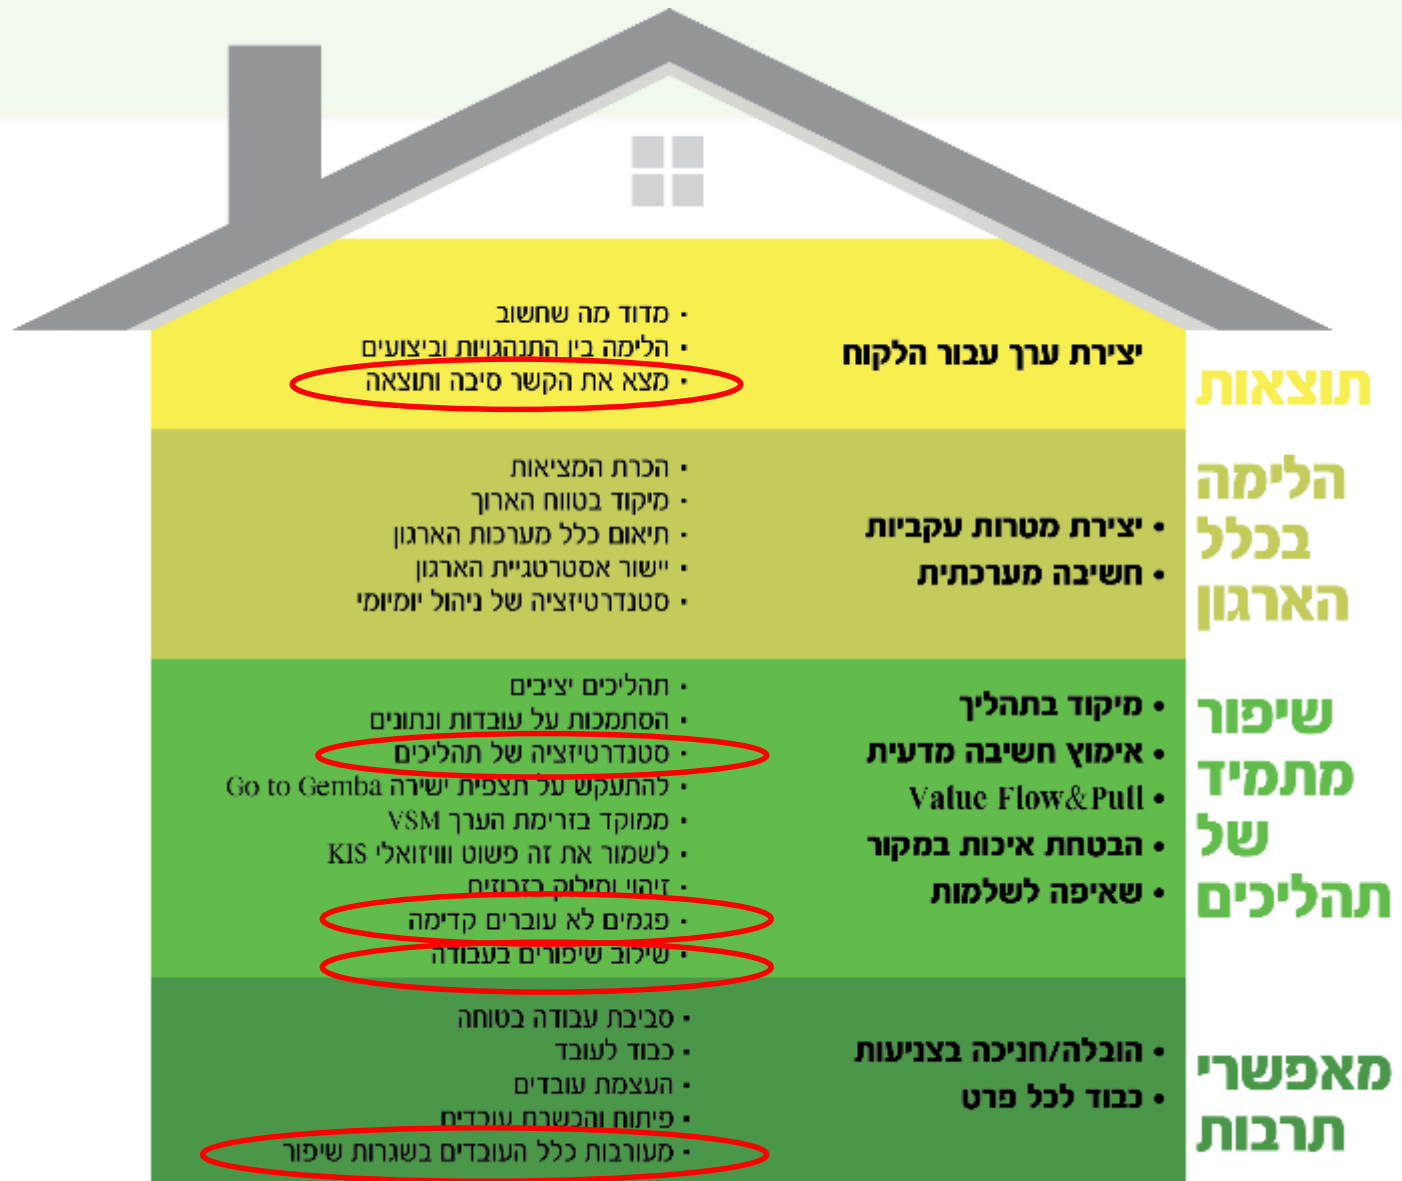 תוצאות
יצירת ערך עבור הלקוח
· מדוד מה שחשוב
· הלימה בין התנהגויות וביצועים
· מצא את הקשר סיבה ותוצאה
הלימה
בכלל
הארגון
• יצירת מטרות עקביות
• חשיבה מערכתית
· הכרת המציאות
· מיקוד בטווח הארוך
· תיאום כלל מערכות הארגון
· יישור אסטרטגיית הארגון
· סטנדרטיזציה של ניהול יומיומי
שיפור
מתמיד
של
תהליכים
• מיקוד בתהליך
• אימוץ חשיבה מדעית
• Value Flow&Pull
• הבטחת איכות במקור
• שאיפה לשלמות
· תהליכים יציבים
· הסתמכות על עובדות ונתונים
· סטנדרטיזציה של תהליכים
· להתעקש על תצפית ישירה Go to Gemba
· ממוקד בזרימת הערך VSM
· לשמור את זה פשוט וויזואלי KIS
· זיהוי וסילוק בזבוזים
· פגמים לא עוברים קדימה
· שילוב שיפורים בעבודה
מאפשרי
תרבות
• הובלה/חניכה בצניעות
• כבוד לכל פרט
· סביבת עבודה בטוחה
· כבוד לעובד
· העצמת עובדים
· פיתוח והכשרת עובדים
· מעורבות כלל העובדים בשגרות שיפור